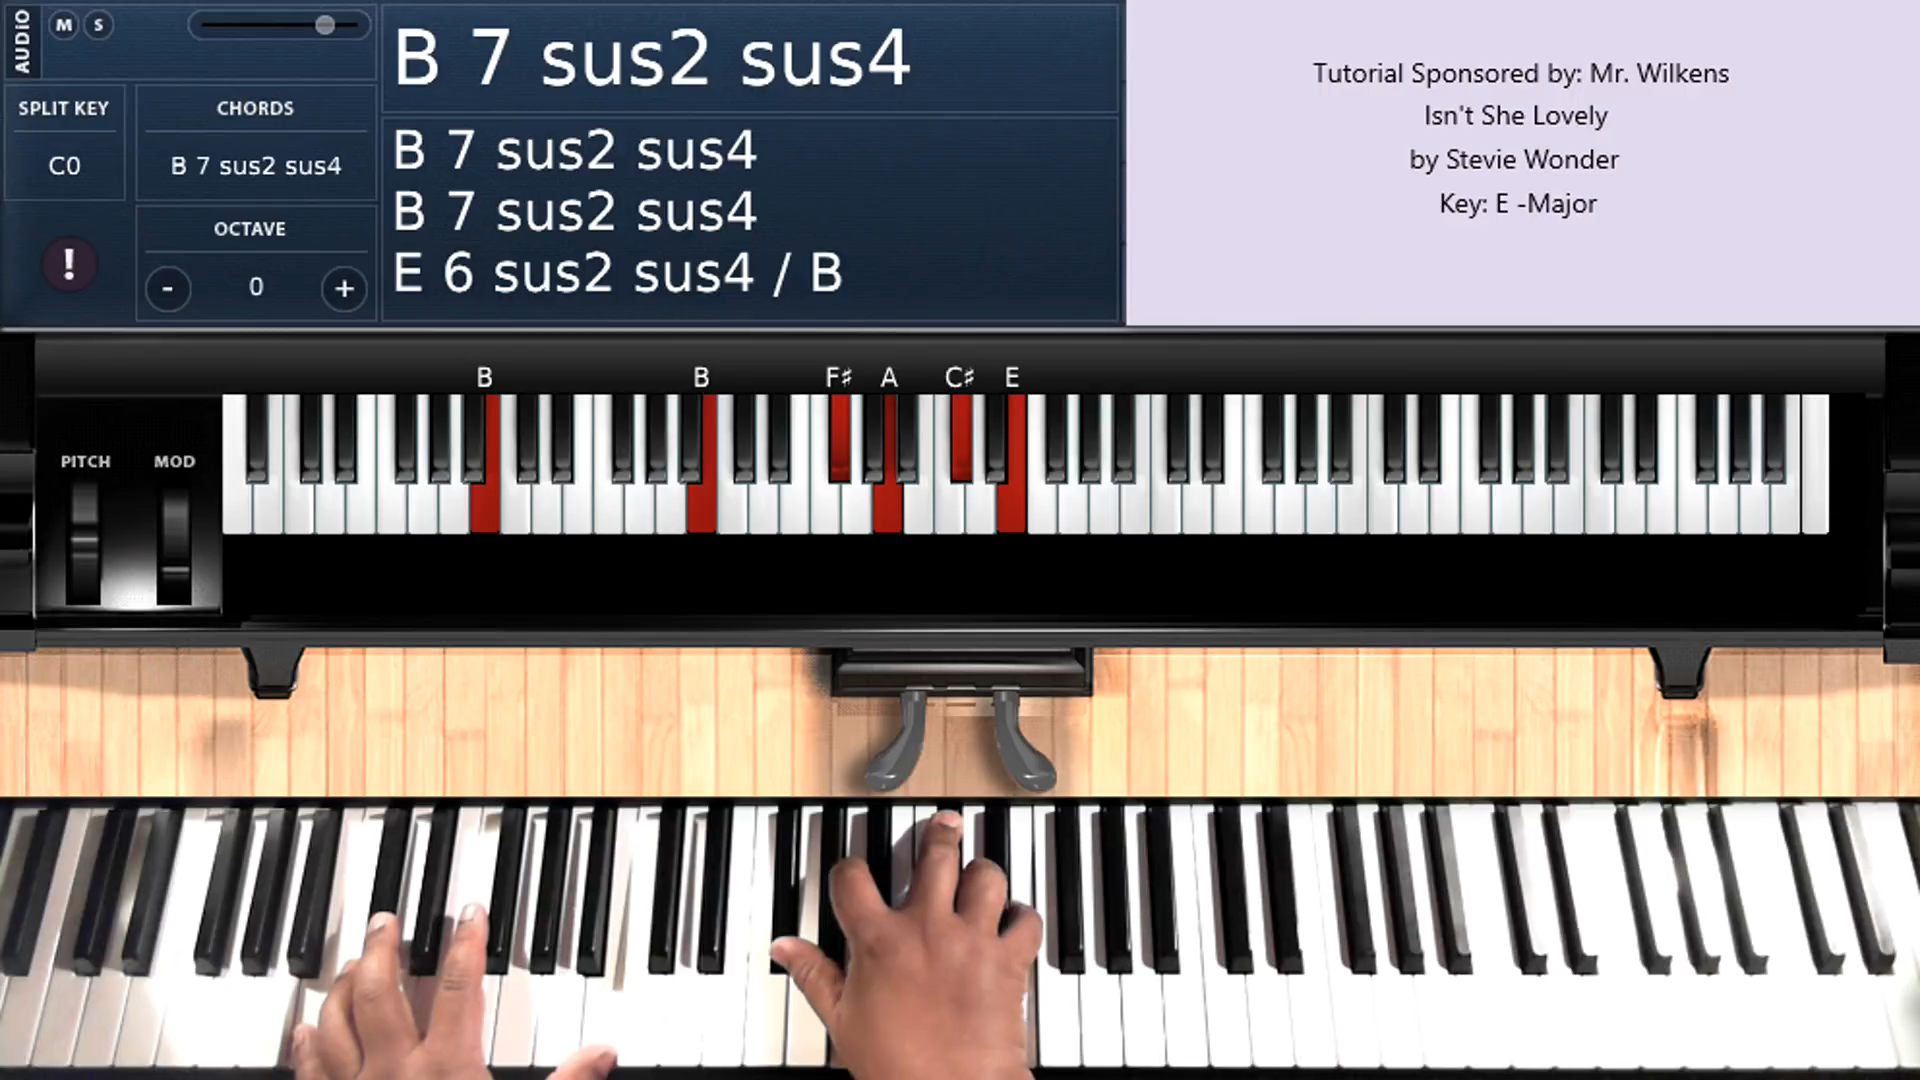 AUDIO
M S
B 7 sus2 sus4
SPLIT KEY
C0
CHORDS
B 7 sus2 sus4
!
OCTAVE
- 0 +
B 7 sus2 sus4
B 7 sus2 sus4
E 6 sus2 sus4 / B
Tutorial Sponsored by: Mr. Wilkens
Isn't She Lovely
by Stevie Wonder
Key: E -Major
B B F♯ A C♯ E
PITCH MOD